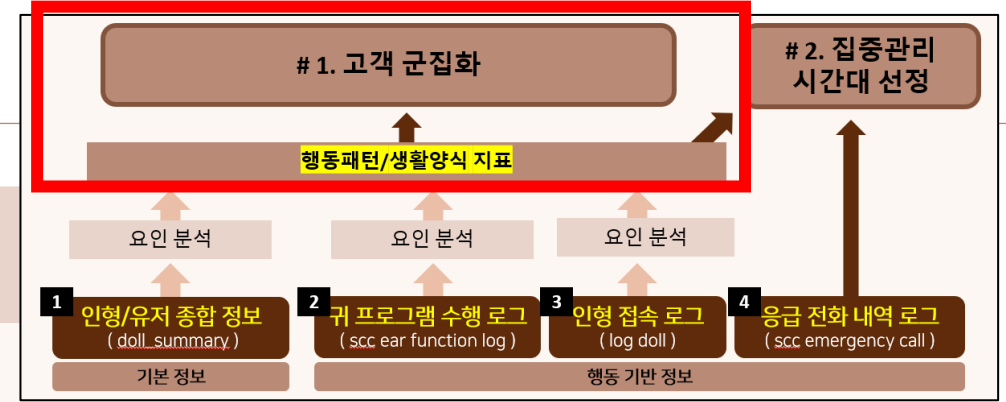 # 1. 고객 군집화
# 2. 집중관리
시간대 선정
행동패턴/생활양식 지표
요인 분석
요인 분석
요인 분석
1
인형/유저 종합 정보
( doll_summary )
2
귀 프로그램 수행 로그
( scc ear function log )
3
인형 접속 로그
( log doll )
4
응급 전화 내역 로그
( scc emergency call )
기본 정보
행동 기반 정보